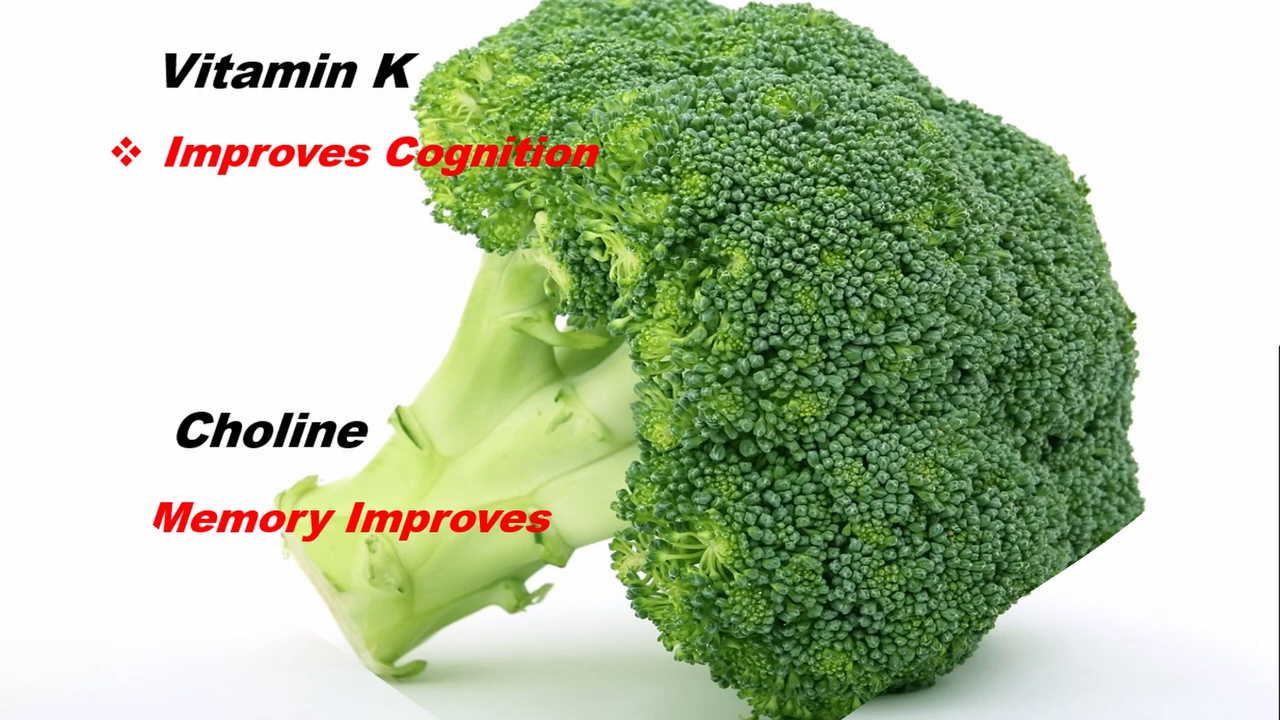 Vitamin K
❖ Improves Cognition
Choline
Memory Improves